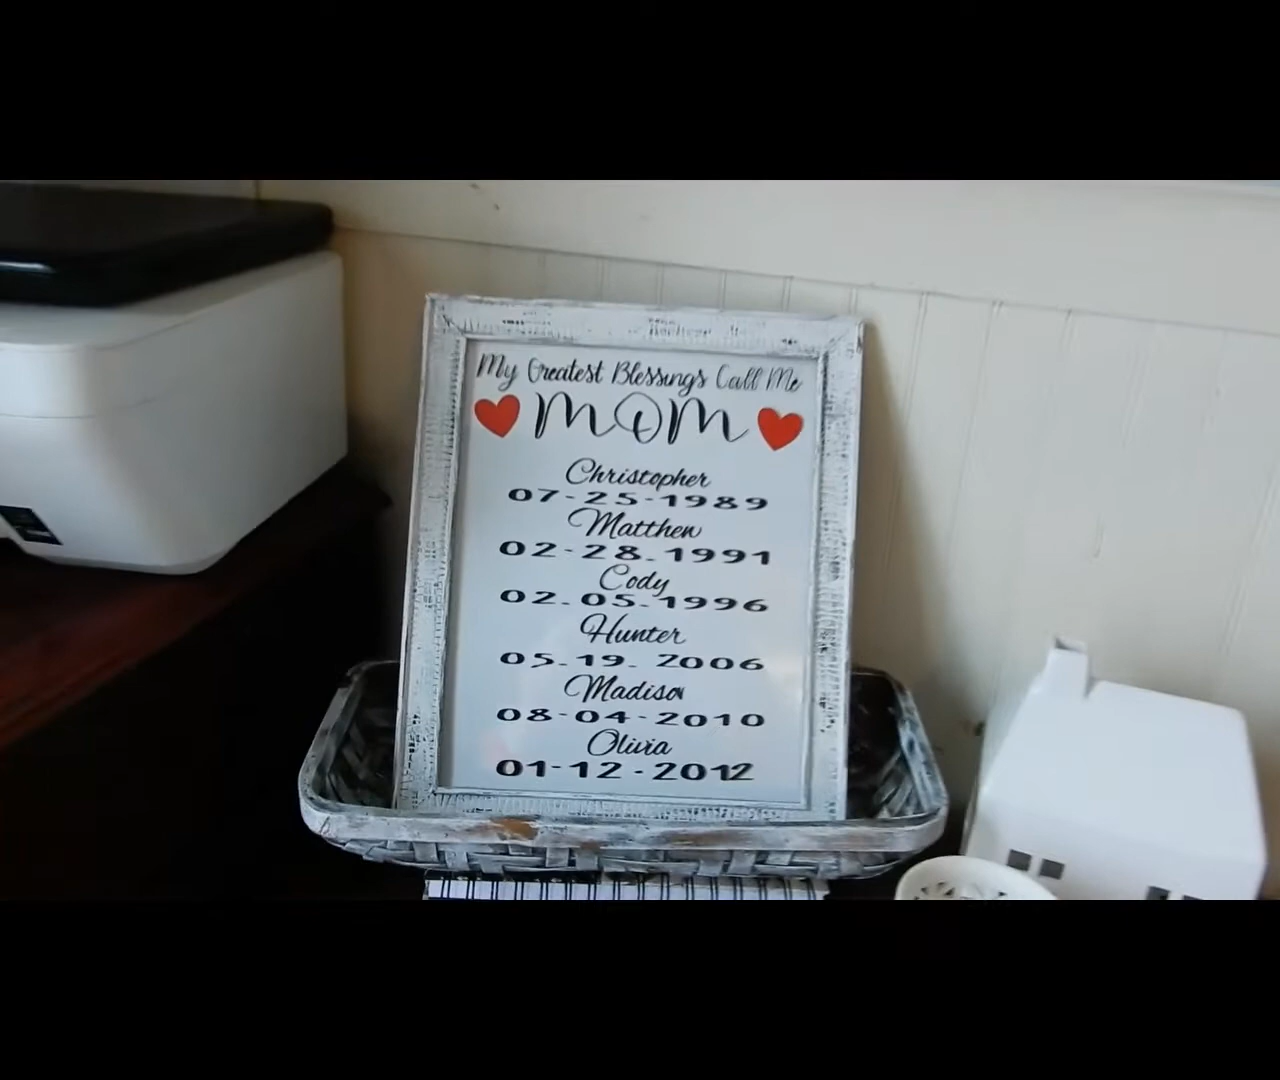 My Greatest Blessings Call Me
MOM
Christopher
07-25-1989
Matthew
02-28-1991
Cody
02-05-1996
Hunter
05-19-2006
Madison
08-04-2010
Olivia
01-12-2012